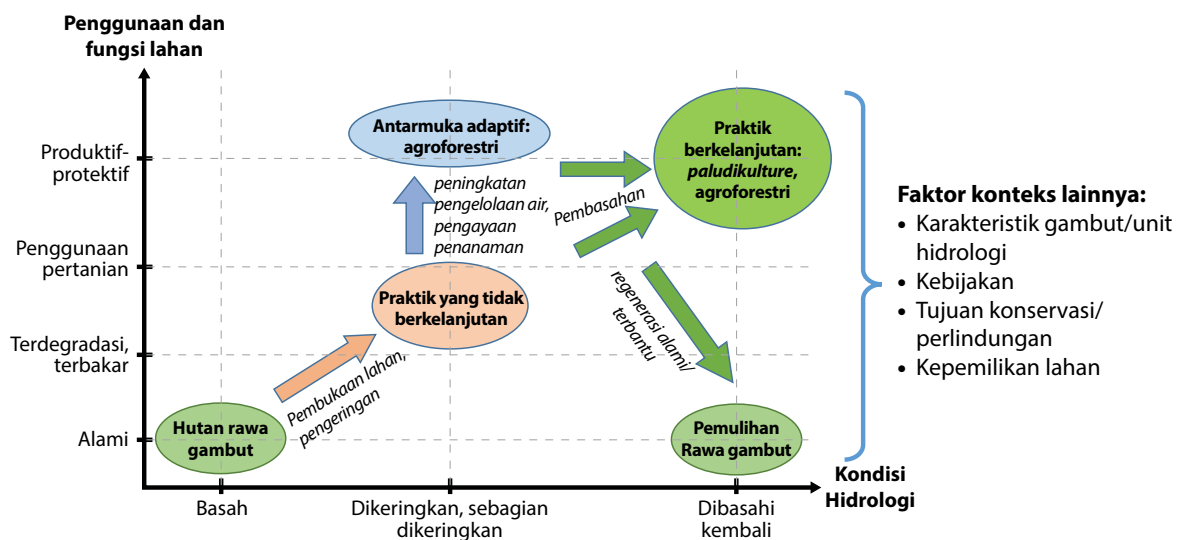 Penggunaan dan
fungsi lahan
Produktif-
protektif
Penggunaan
pertanian
Terdegradasi,
terbakar
Alami
Antarmuka adaptif:
agroforestri
peningkatan
pengelolaan air,
pengayaan
penanaman
Praktik yang tidak
berkelanjutan
Pembukaan lahan,
pengeringan
Hutan rawa
gambut
Pembasahan
Praktik
berkelanjutan:
paludikulture,
agroforestri
regenerasi alami/
terbantu
Pemulihan
Rawa gambut
Basah
Dikeringkan, sebagian
dikeringkan
Dibasahi
kembali
Kondisi
Hidrologi
Faktor konteks lainnya:
• Karakteristik gambut/unit
hidrologi
• Kebijakan
• Tujuan konservasi/
perlindungan
• Kepemilikan lahan